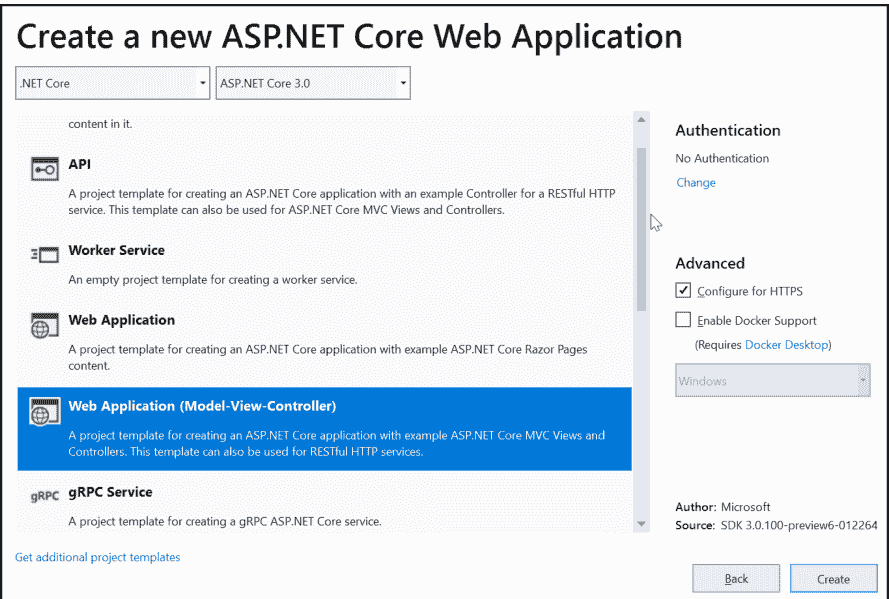 Create a new ASP.NET Core Web Application
.NET Core
ASP.NET Core 3.0
content in it.
API
A project template for creating an ASP.NET Core application with an example Controller for a RESTful HTTP
service. This template can also be used for ASP.NET Core MVC Views and Controllers.
Worker Service
An empty project template for creating a worker service.
Web Application
A project template for creating an ASP.NET Core application with example ASP.NET Core Razor Pages
content.
Web Application (Model-View-Controller)
A project template for creating an ASP.NET Core application with example ASP.NET Core MVC Views and
Controllers. This template can also be used for RESTful HTTP services.
gRPC
gRPC Service
A project template for creating a gRPC ASP.NET Core service.
Get additional project templates
Authentication
No Authentication
Change
Advanced
Configure for HTTPS
Enable Docker Support
(Requires Docker Desktop)
Windows
Author: Microsoft
Source: SDK 3.0.100-preview6-012264
Back
Create